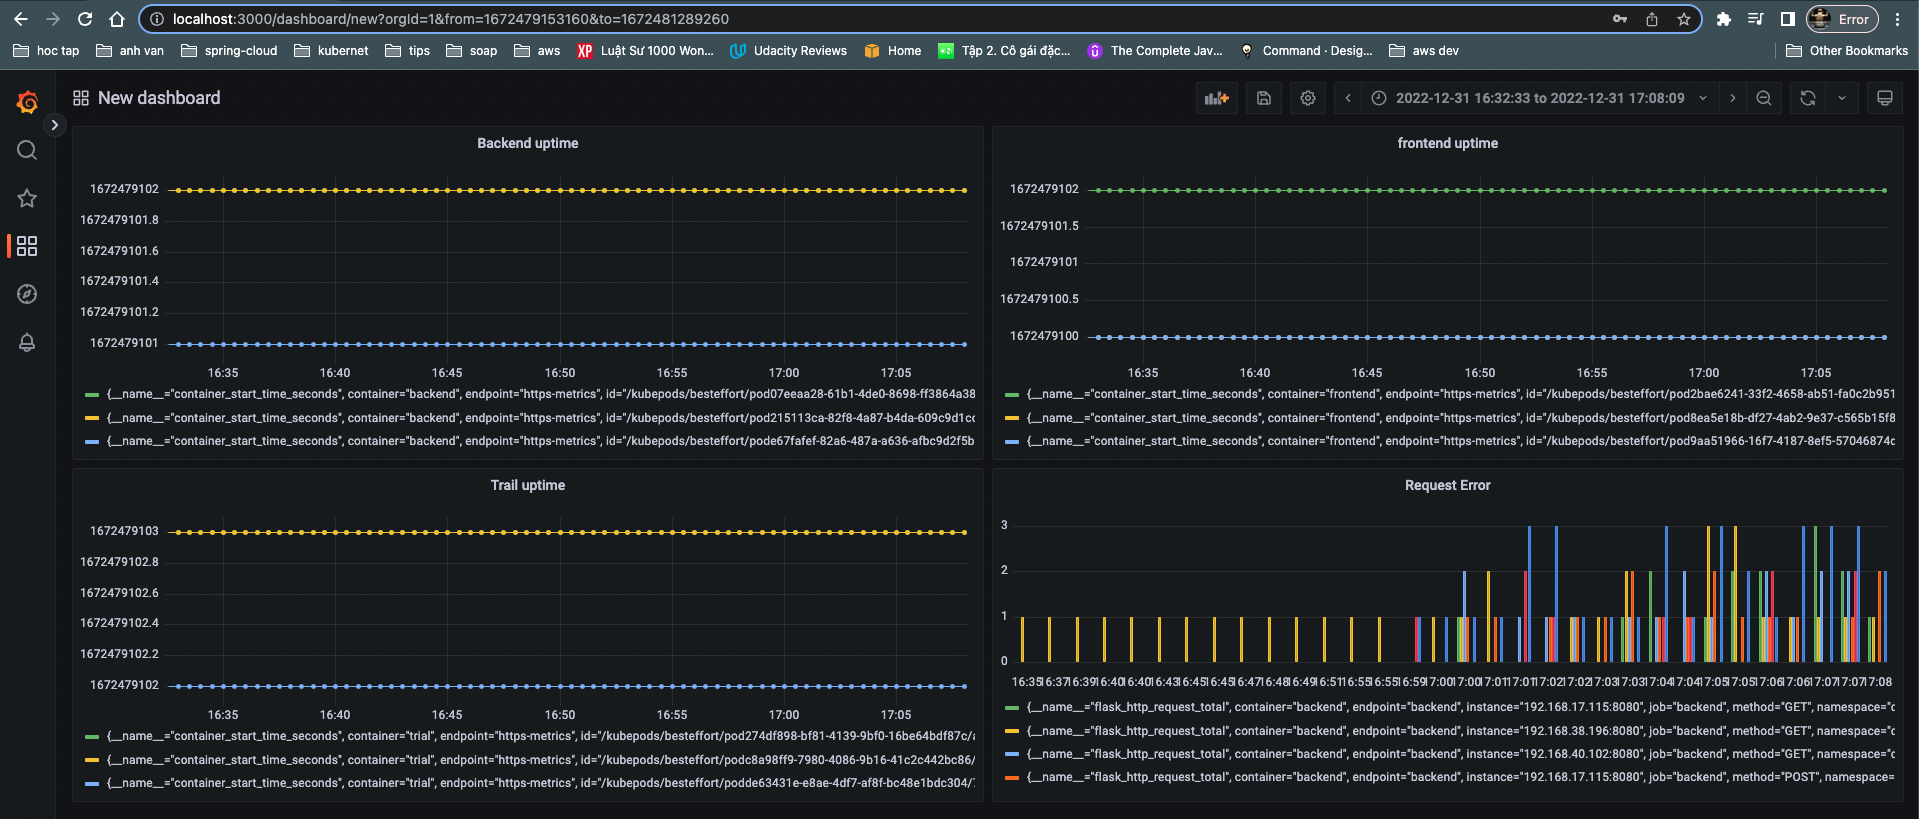 localhost:3000/dashboard/new?orgId=1&from=1672479153160&to=1672481289260
Error
hoc tap
anh van
spring-cloud
kubernet
tips
soap
aws
XP Luật Sư 1000 Won...
Udacity Reviews
Home
Tập 2. Cô gái đặc...
The Complete Jav...
Command · Desig...
aws dev
Other Bookmarks
New dashboard
2022-12-31 16:32:33 to 2022-12-31 17:08:09
Backend uptime
1672479102
1672479101.8
1672479101.6
1672479101.4
1672479101.2
1672479101
16:35 16:40 16:45 16:50 16:55 17:00 17:05
{__name__="container_start_time_seconds", container="backend", endpoint="https-metrics", id="/kubepods/besteffort/pod07eeaa28-61b1-4de0-8698-ff3864a38
{__name__="container_start_time_seconds", container="backend", endpoint="https-metrics", id="/kubepods/besteffort/pod215113ca-82f8-4a87-b4da-609c9d1cc
{__name__="container_start_time_seconds", container="backend", endpoint="https-metrics", id="/kubepods/besteffort/pode67fafef-82a6-487a-a636-afbc9d2f5b
frontend uptime
1672479102
1672479101.5
1672479101
1672479100.5
1672479100
16:35 16:40 16:45 16:50 16:55 17:00 17:05
{__name__="container_start_time_seconds", container="frontend", endpoint="https-metrics", id="/kubepods/besteffort/pod2bae6241-33f2-4658-ab51-fa0c2b951
{__name__="container_start_time_seconds", container="frontend", endpoint="https-metrics", id="/kubepods/besteffort/pod8ea5e18b-df27-4ab2-9e37-c565b15f8
{__name__="container_start_time_seconds", container="frontend", endpoint="https-metrics", id="/kubepods/besteffort/pod9aa51966-16f7-4187-8ef5-57046874c
Trail uptime
1672479103
1672479102.8
1672479102.6
1672479102.4
1672479102.2
1672479102
16:35 16:40 16:45 16:50 16:55 17:00 17:05
{__name__="container_start_time_seconds", container="trial", endpoint="https-metrics", id="/kubepods/besteffort/pod274df898-bf81-4139-9bf0-16be64bdf87c/a
{__name__="container_start_time_seconds", container="trial", endpoint="https-metrics", id="/kubepods/besteffort/podc8a98ff9-7980-4086-9b16-41c2c442bc86/
{__name__="container_start_time_seconds", container="trial", endpoint="https-metrics", id="/kubepods/besteffort/podde63431e-e8ae-4df7-af8f-bc48e1bdc304/7
Request Error
3
2
1
0
16:35 16:37 16:39 16:40 16:40 16:43 16:45 16:45 16:47 16:48 16:49 16:51 16:55 16:55 16:59 17:00 17:00 17:01 17:01 17:02 17:02 17:03 17:03 17:04 17:04 17:05 17:05 17:06 17:06 17:07 17:07 17:08
{__name__="flask_http_request_total", container="backend", endpoint="backend", instance="192.168.17.115:8080", job="backend", method="GET", namespace="c
{__name__="flask_http_request_total", container="backend", endpoint="backend", instance="192.168.38.196:8080", job="backend", method="GET", namespace="c
{__name__="flask_http_request_total", container="backend", endpoint="backend", instance="192.168.40.102:8080", job="backend", method="GET", namespace="c
{__name__="flask_http_request_total", container="backend", endpoint="backend", instance="192.168.17.115:8080", job="backend", method="POST", namespace=